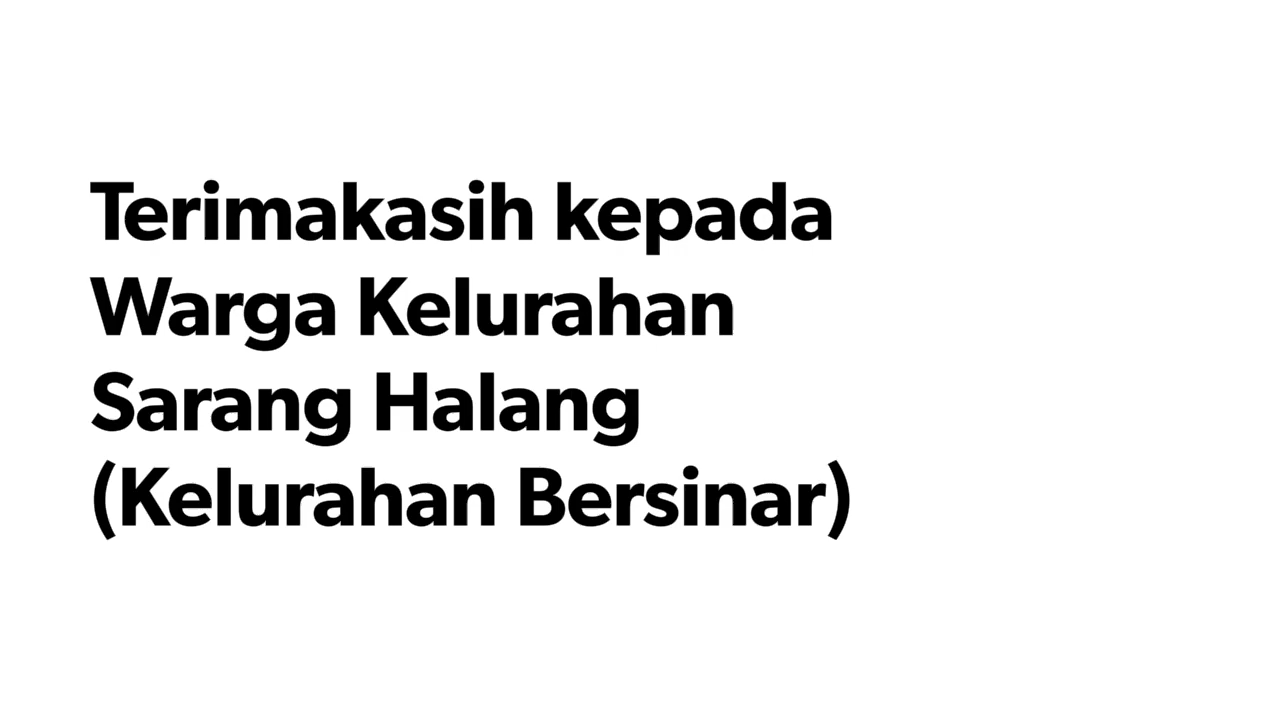 Terimakasih kepada
Warga Kelurahan
Sarang Halang
(Kelurahan Bersinar)